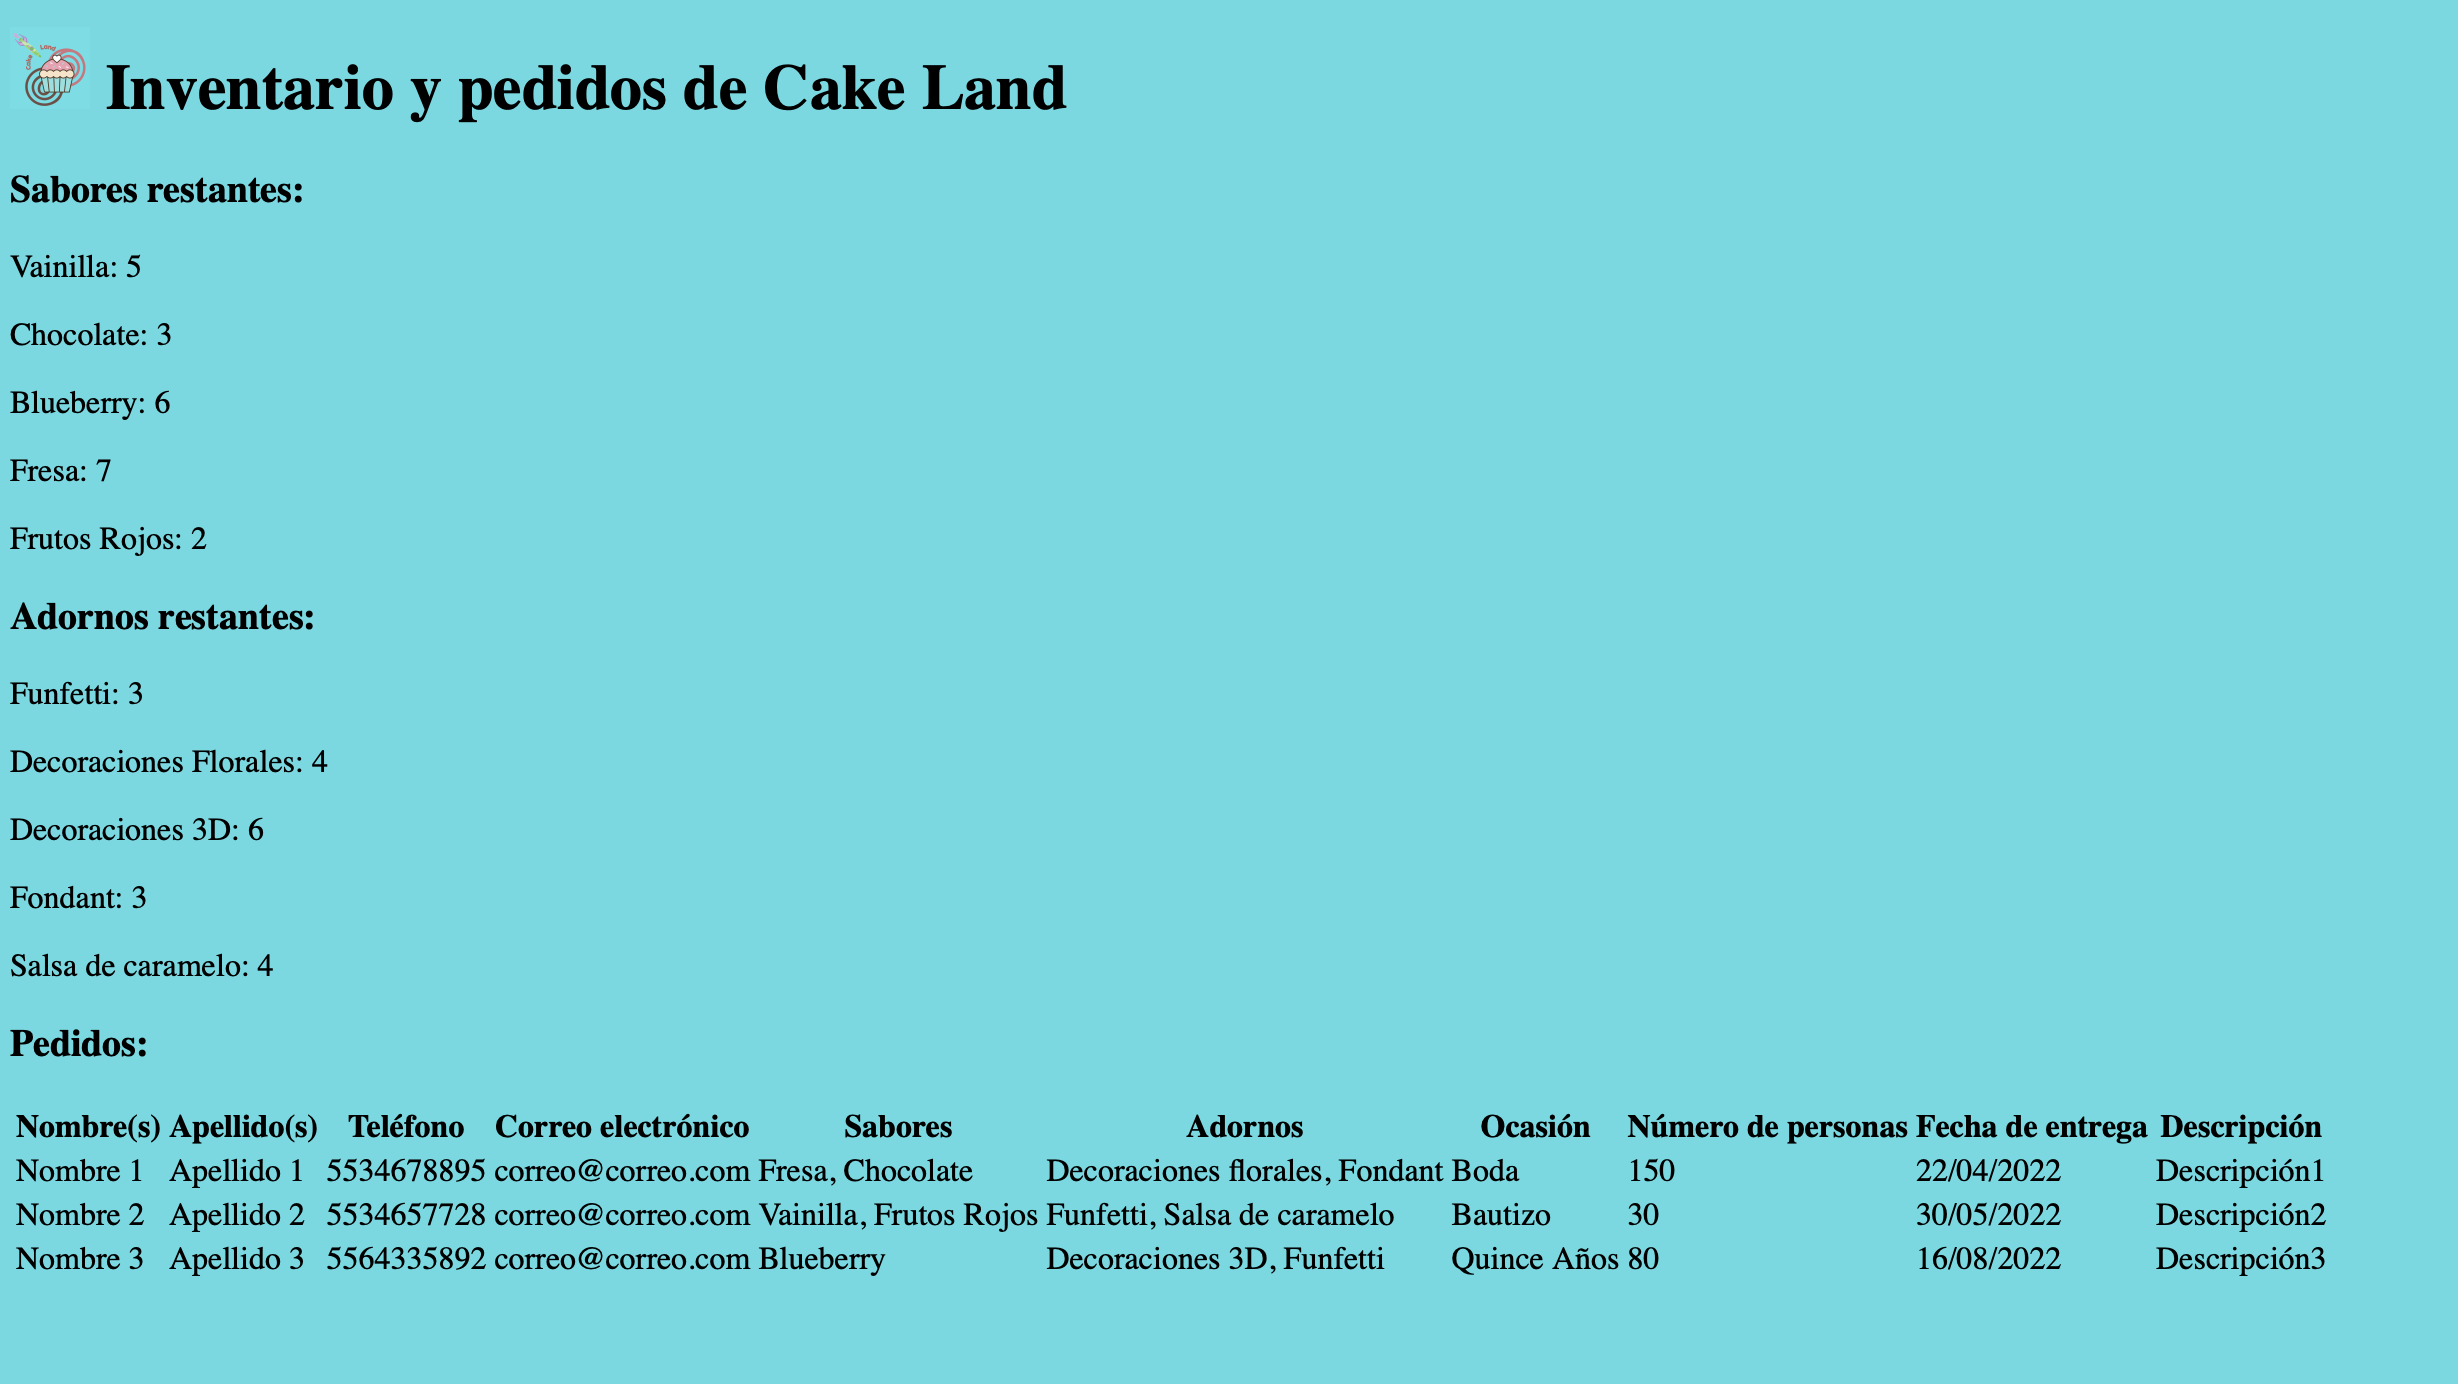 Cake Land
Inventario y pedidos de Cake Land
Sabores restantes:
Vainilla: 5
Chocolate: 3
Blueberry: 6
Fresa: 7
Frutos Rojos: 2
Adornos restantes:
Funfetti: 3
Decoraciones Florales: 4
Decoraciones 3D: 6
Fondant: 3
Salsa de caramelo: 4
Pedidos:
Nombre(s) Apellido(s) Teléfono Correo electrónico Sabores Adornos Ocasión Número de personas Fecha de entrega Descripción
Nombre 1 Apellido 1 5534678895 correo@correo.com Fresa, Chocolate Decoraciones florales, Fondant Boda 150 22/04/2022 Descripción1
Nombre 2 Apellido 2 5534657728 correo@correo.com Vainilla, Frutos Rojos Funfetti, Salsa de caramelo Bautizo 30 30/05/2022 Descripción2
Nombre 3 Apellido 3 5564335892 correo@correo.com Blueberry Decoraciones 3D, Funfetti Quince Años 80 16/08/2022 Descripción3